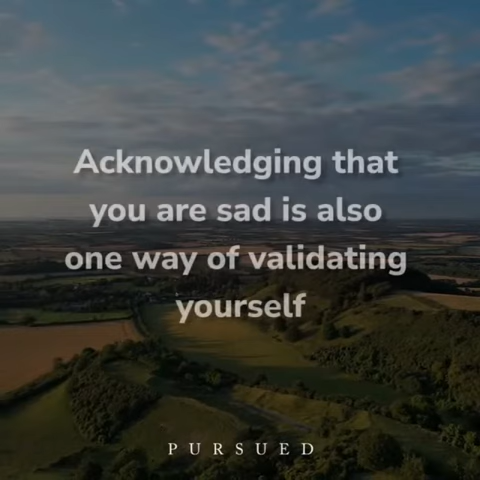 Acknowledging that
you are sad is also
one way of validating
yourself
PURSUED